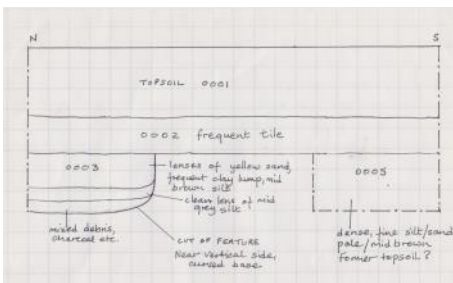 N S
TOPSOIL 0001
0002 frequent tile
0003
lenses of yellow sand,
frequent clay lump, mid
brown silt
clean lens of mid
grey silt
0005
mixed debris,
charcoal etc.
CUT OF FEATURE
Near vertical side,
curved base.
dense, fine silt/sand
pale/mid brown
former topsoil?